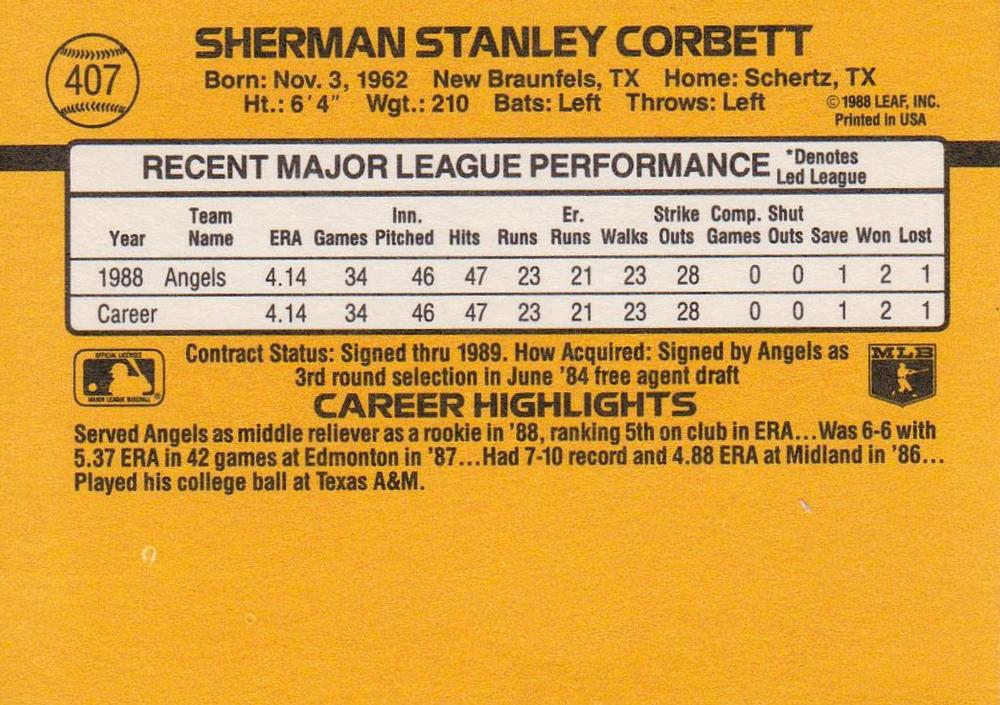 407
SHERMAN STANLEY CORBETT
Born: Nov. 3, 1962 New Braunfels, TX Home: Schertz, TX
Ht.: 6'4" Wgt.: 210 Bats: Left Throws: Left
©1988 LEAF, INC.
Printed In USA
RECENT MAJOR LEAGUE PERFORMANCE *Denotes Led League
Year Team Name ERA Games Inn. Pitched Hits Runs Er. Runs Walks Strike Outs Comp. Games Shut Outs Save Won Lost
1988 Angels 4.14 34 46 47 23 21 23 28 0 0 1 2 1
Career 4.14 34 46 47 23 21 23 28 0 0 1 2 1
OFFICIAL LICENSEE
MAJOR LEAGUE BASEBALL
®
Contract Status: Signed thru 1989. How Acquired: Signed by Angels as
3rd round selection in June '84 free agent draft
MLB
CAREER HIGHLIGHTS
Served Angels as middle reliever as a rookie in '88, ranking 5th on club in ERA...Was 6-6 with
5.37 ERA in 42 games at Edmonton in '87...Had 7-10 record and 4.88 ERA at Midland in '86...
Played his college ball at Texas A&M.